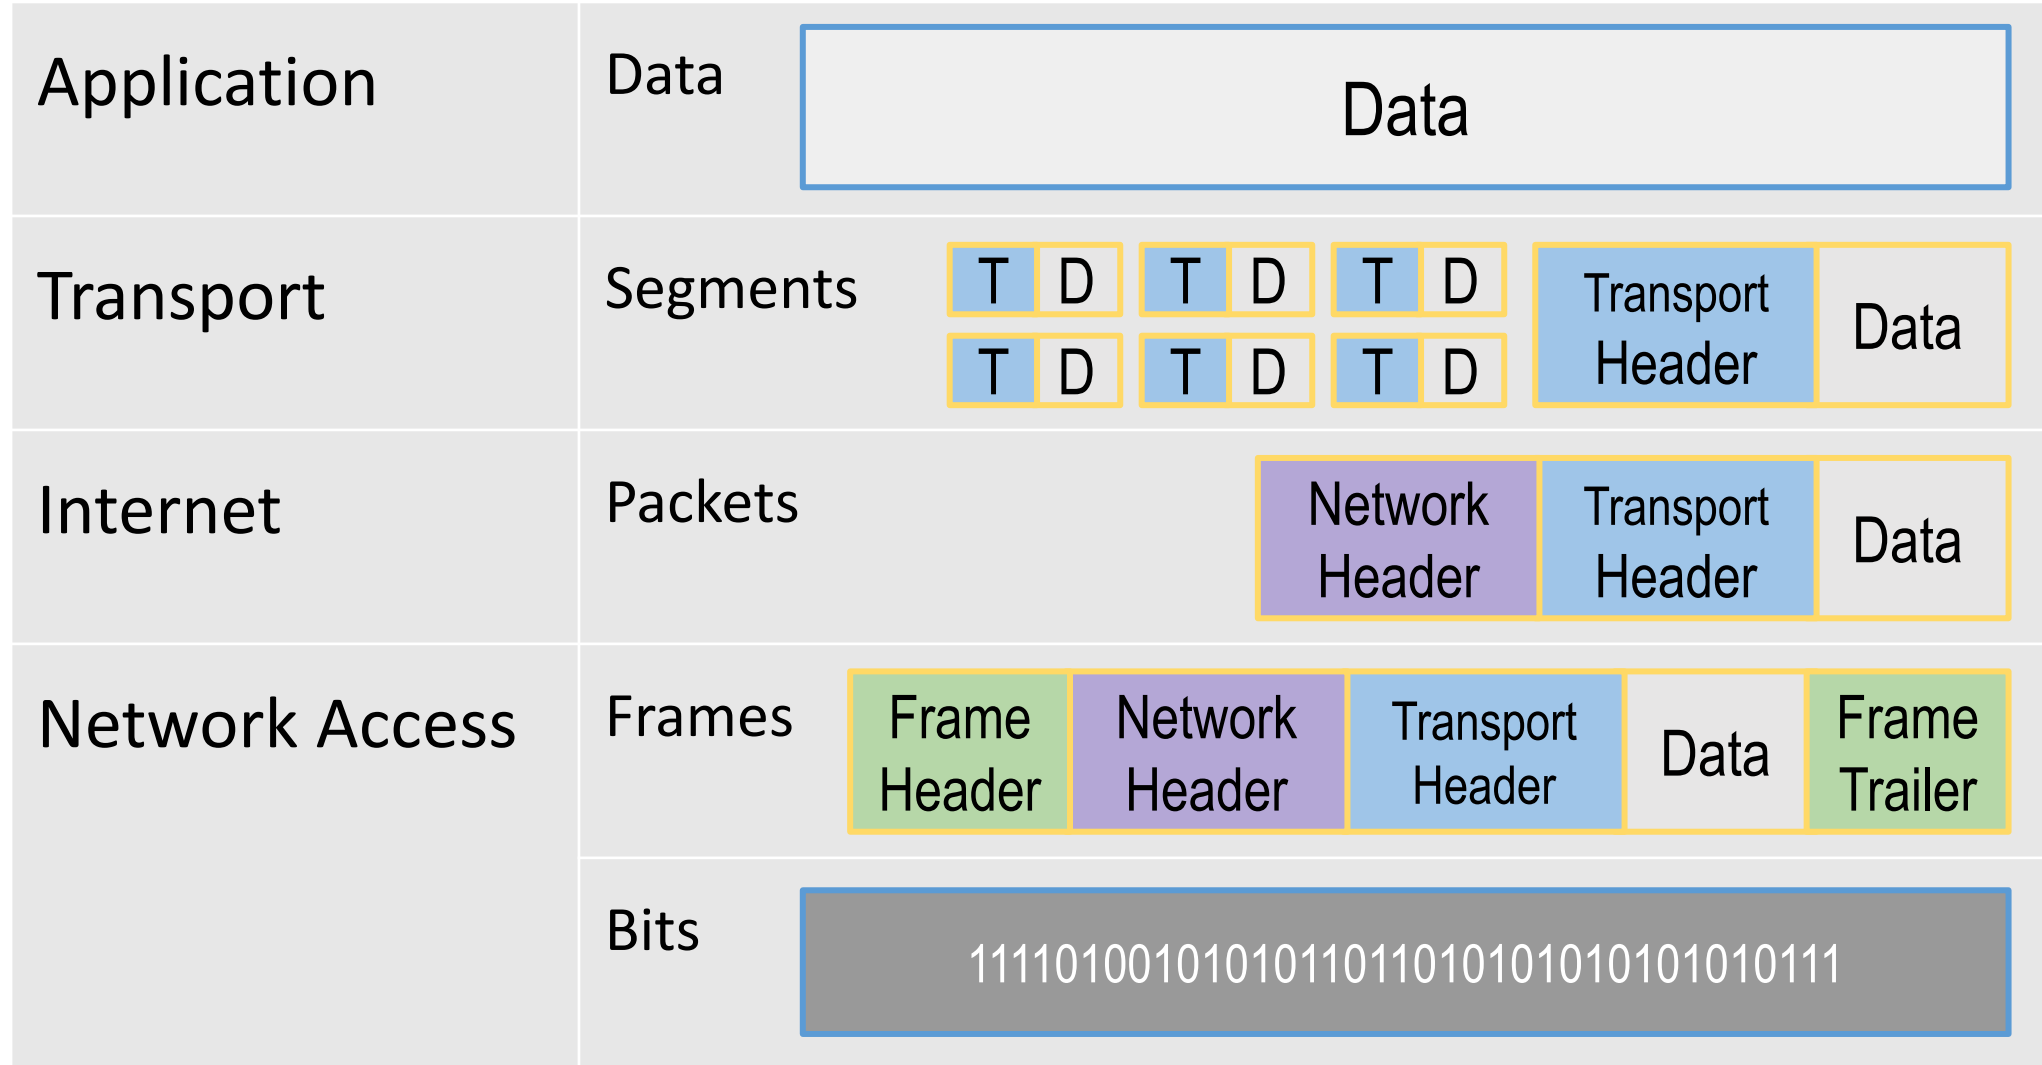 Application
Data
Data
Transport
Segments
T D T D T D
T D T D T D
Transport
Header
Data
Internet
Packets
Network
Header
Transport
Header
Data
Network Access
Frames
Frame
Header
Network
Header
Transport
Header
Data
Frame
Trailer
Bits
1111010010101011011010101010101010111